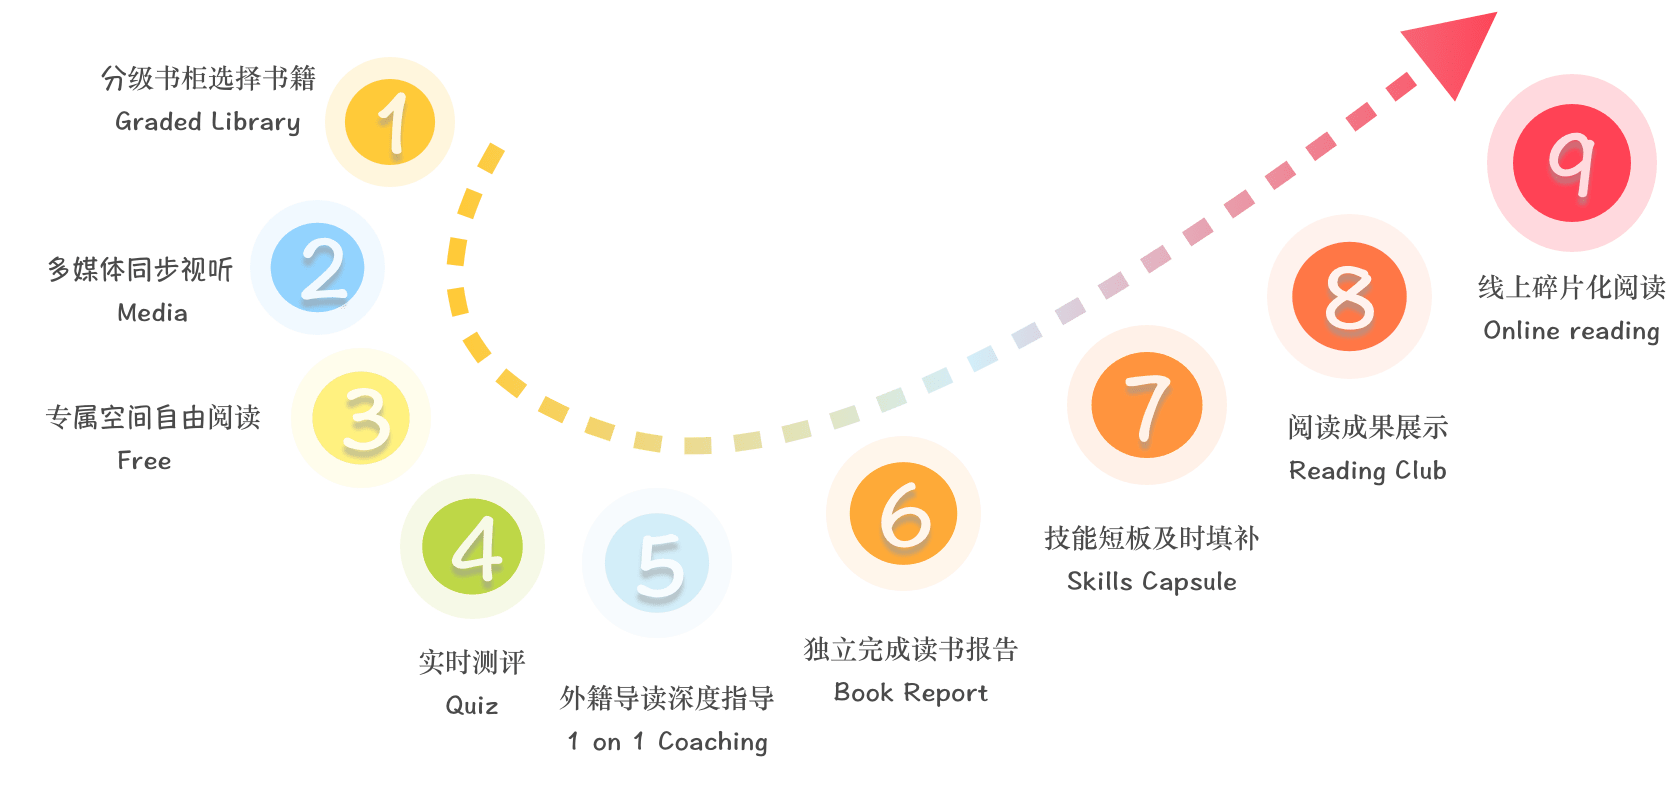 1
分级书柜选择书籍
Graded Library
2
多媒体同步视听
Media
3
专属空间自由阅读
Free
4
实时测评
Quiz
5
外籍导读深度指导
1 on 1 Coaching
6
独立完成读书报告
Book Report
7
技能短板及时填补
Skills Capsule
8
阅读成果展示
Reading Club
9
线上碎片化阅读
Online reading